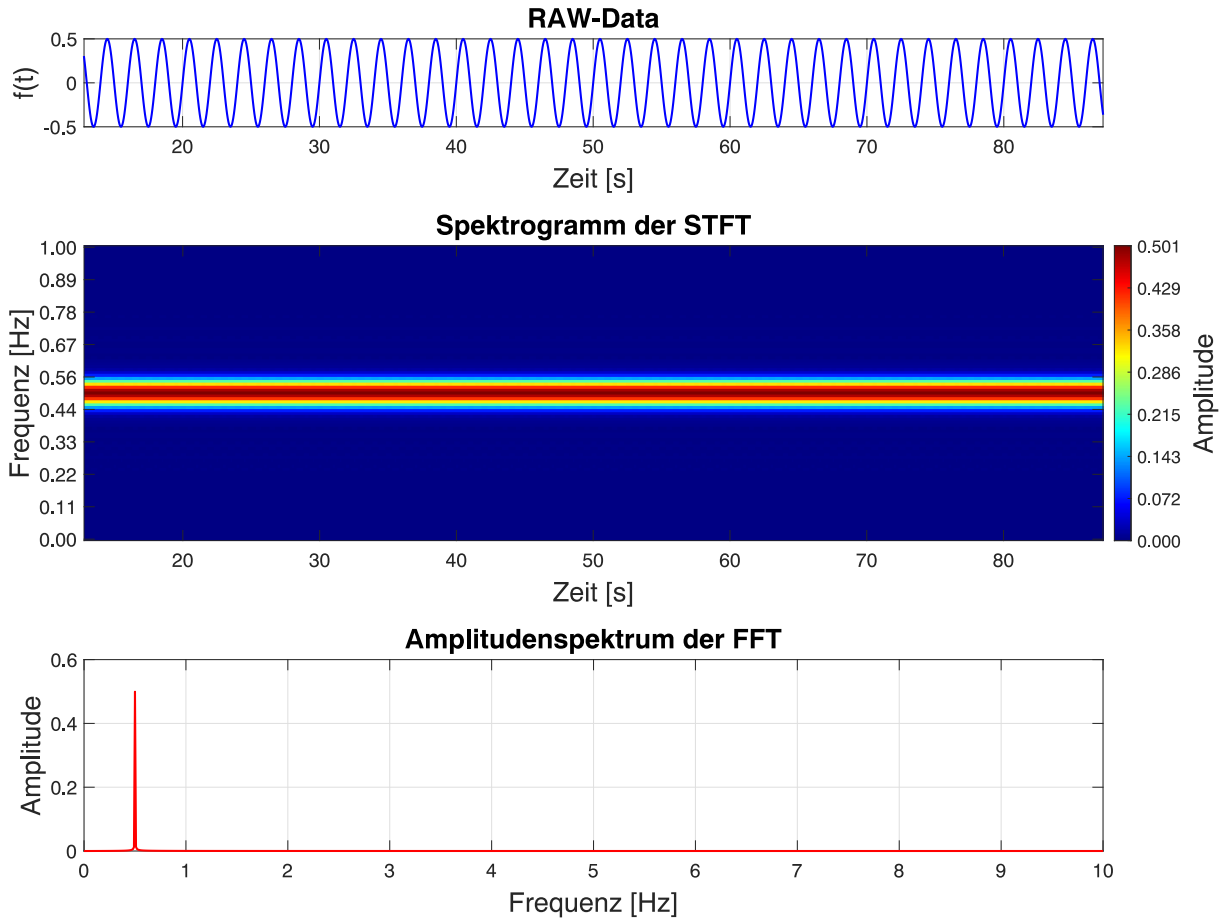 RAW-Data
0.5
0
-0.5
f(t)
20 30 40 50 60 70 80
Zeit [s]
Spektrogramm der STFT
1.00
0.89
0.78
0.67
0.56
0.44
0.33
0.22
0.11
0.00
Frequenz [Hz]
20 30 40 50 60 70 80
Zeit [s]
0.501
0.429
0.358
0.286
0.215
0.143
0.072
0.000
Amplitude
Amplitudenspektrum der FFT
0.6
0.4
0.2
0
Amplitude
0 1 2 3 4 5 6 7 8 9 10
Frequenz [Hz]